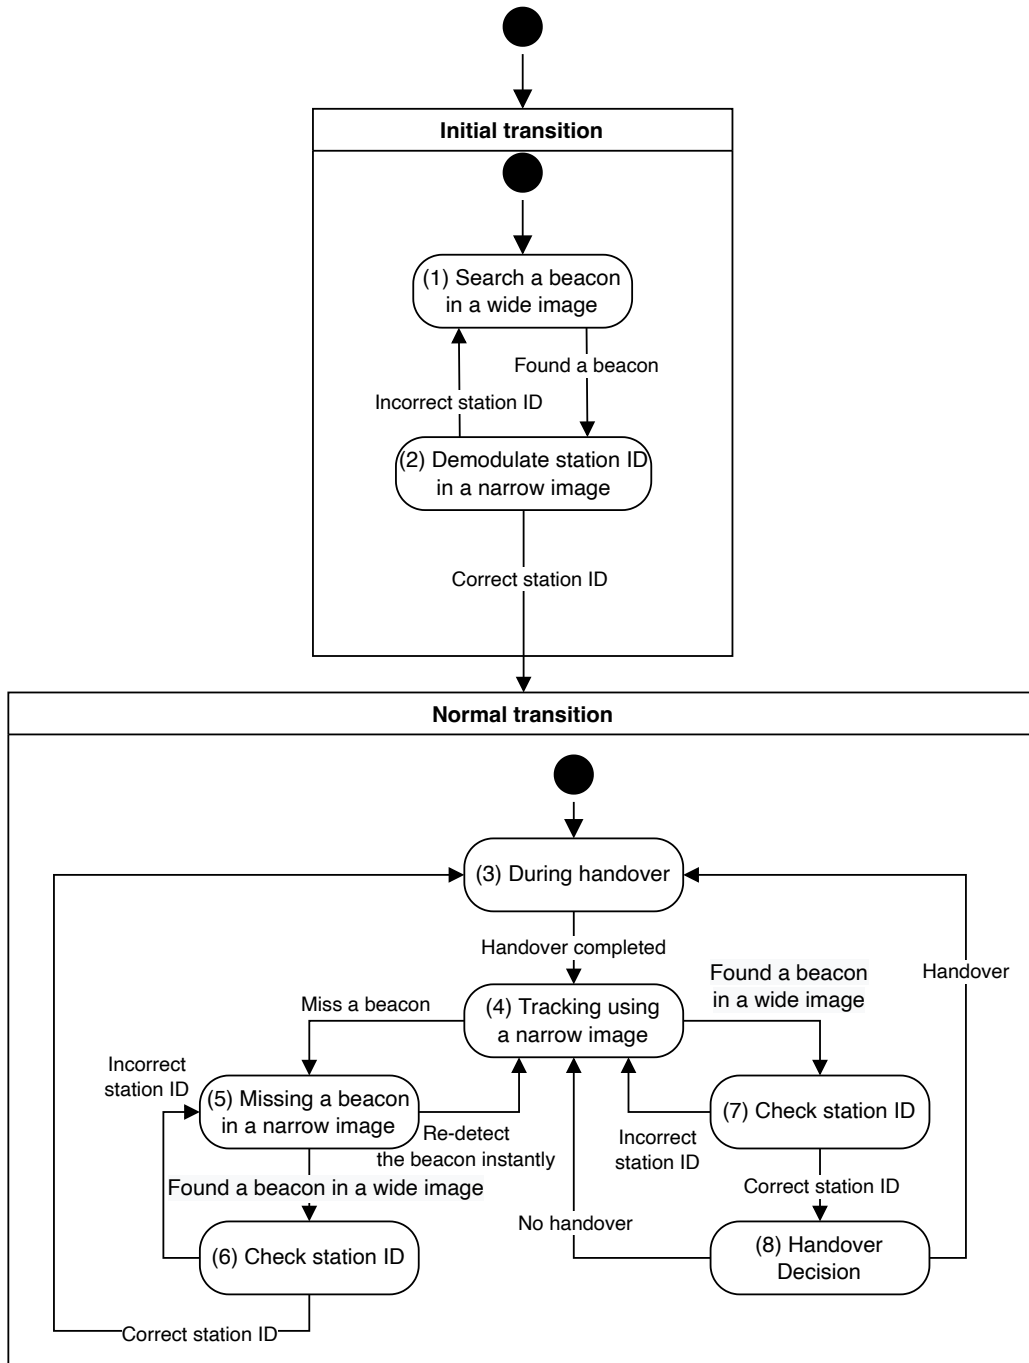 Initial transition
(1) Search a beacon
in a wide image
Found a beacon
Incorrect station ID
(2) Demodulate station ID
in a narrow image
Correct station ID
Normal transition
(3) During handover
Handover completed
Found a beacon
in a wide image
Handover
Miss a beacon
(4) Tracking using
a narrow image
Incorrect
station ID
(5) Missing a beacon
in a narrow image
Re-detect
the beacon instantly
(7) Check station ID
Incorrect
station ID
Found a beacon in a wide image
Correct station ID
No handover
(6) Check station ID
(8) Handover
Decision
Correct station ID